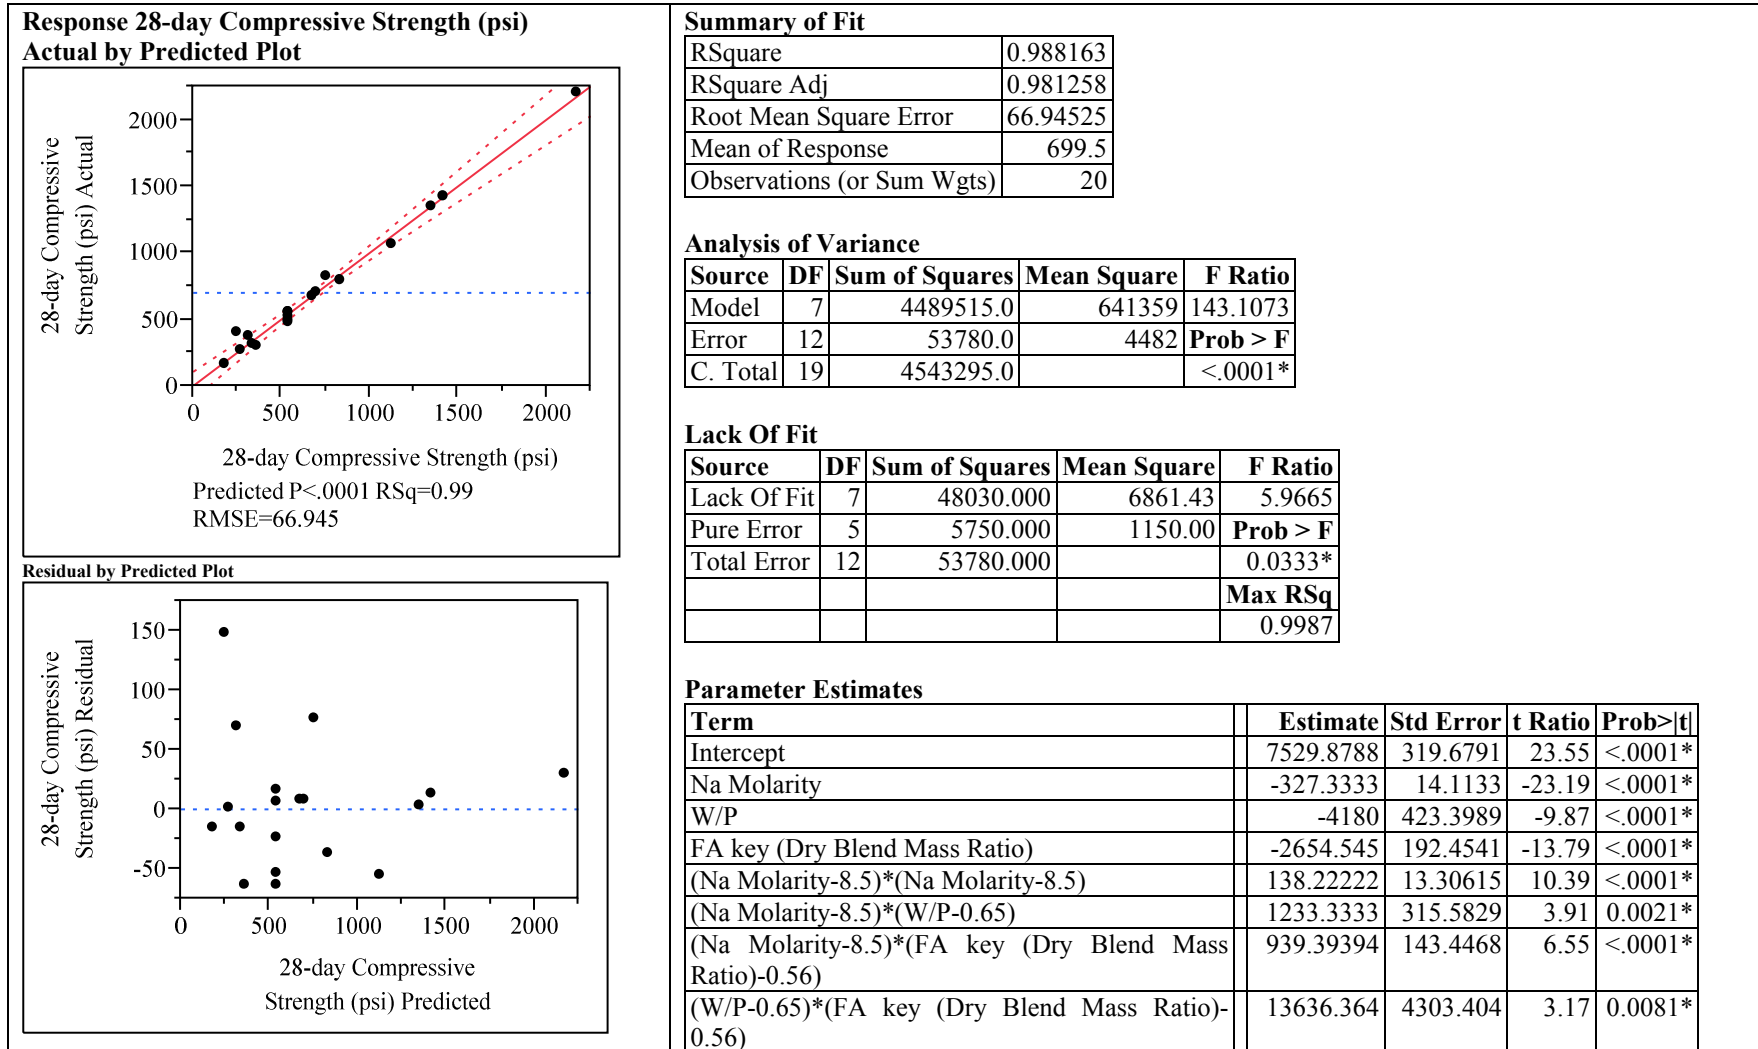 Response 28-day Compressive Strength (psi)
Actual by Predicted Plot
28-day Compressive
Strength (psi) Actual
2000
1500
1000
500
0
0 500 1000 1500 2000
28-day Compressive Strength (psi)
Predicted P<.0001 RSq=0.99
RMSE=66.945
Residual by Predicted Plot
28-day Compressive
Strength (psi) Residual
150
100
50
0
-50
0 500 1000 1500 2000
28-day Compressive
Strength (psi) Predicted
Summary of Fit
RSquare 0.988163
RSquare Adj 0.981258
Root Mean Square Error 66.94525
Mean of Response 699.5
Observations (or Sum Wgts) 20
Analysis of Variance
Source DF Sum of Squares Mean Square F Ratio
Model 7 4489515.0 641359 143.1073
Error 12 53780.0 4482 Prob > F
C. Total 19 4543295.0 <.0001*
Lack Of Fit
Source DF Sum of Squares Mean Square F Ratio
Lack Of Fit 7 48030.000 6861.43 5.9665
Pure Error 5 5750.000 1150.00 Prob > F
Total Error 12 53780.000 0.0333*
Max RSq
0.9987
Parameter Estimates
Term Estimate Std Error t Ratio Prob>|t|
Intercept 7529.8788 319.6791 23.55 <.0001*
Na Molarity -327.3333 14.1133 -23.19 <.0001*
W/P -4180 423.3989 -9.87 <.0001*
FA key (Dry Blend Mass Ratio) -2654.545 192.4541 -13.79 <.0001*
(Na Molarity-8.5)*(Na Molarity-8.5) 138.22222 13.30615 10.39 <.0001*
(Na Molarity-8.5)*(W/P-0.65) 1233.3333 315.5829 3.91 0.0021*
(Na Molarity-8.5)*(FA key (Dry Blend Mass 939.39394 143.4468 6.55 <.0001*
Ratio)-0.56)
(W/P-0.65)*(FA key (Dry Blend Mass Ratio)- 13636.364 4303.404 3.17 0.0081*
0.56)